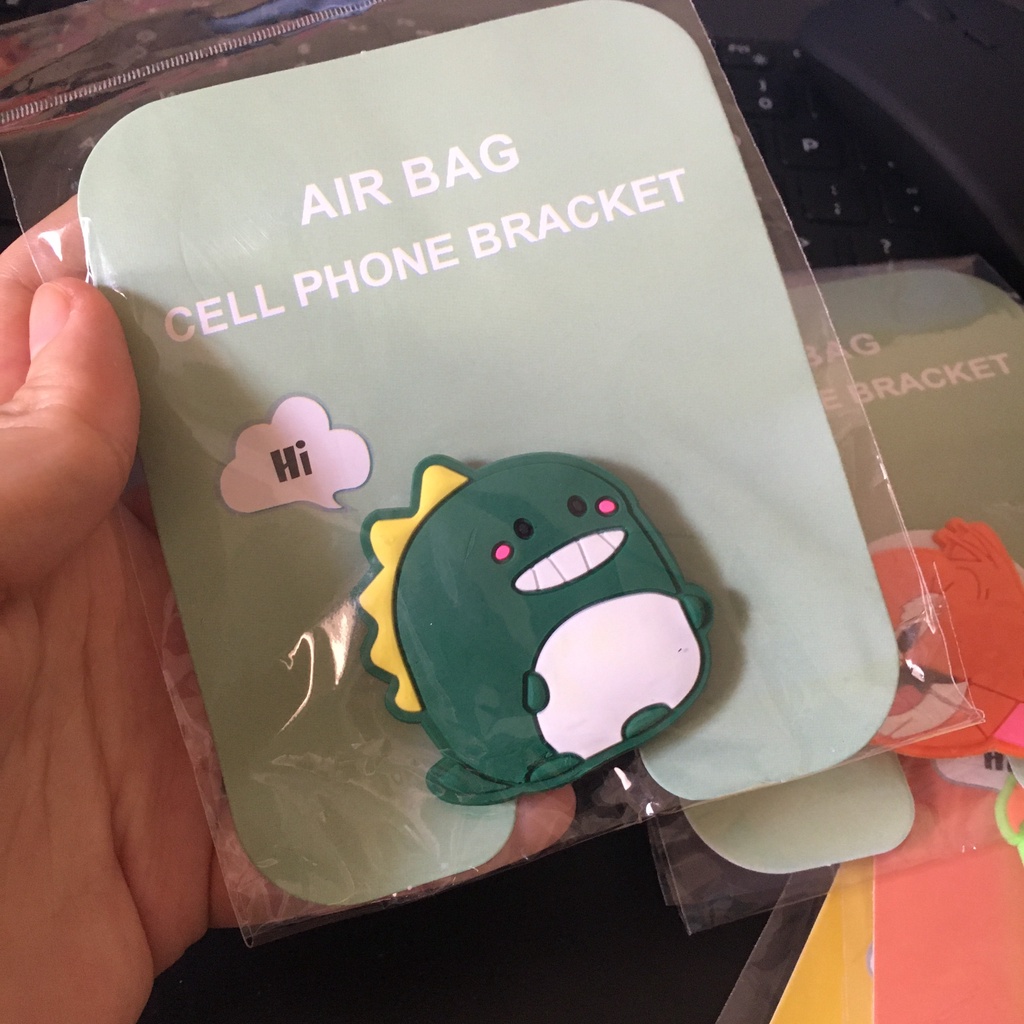 AIR BAG
CELL PHONE BRACKET
Hi
BAG
BRACKET
P